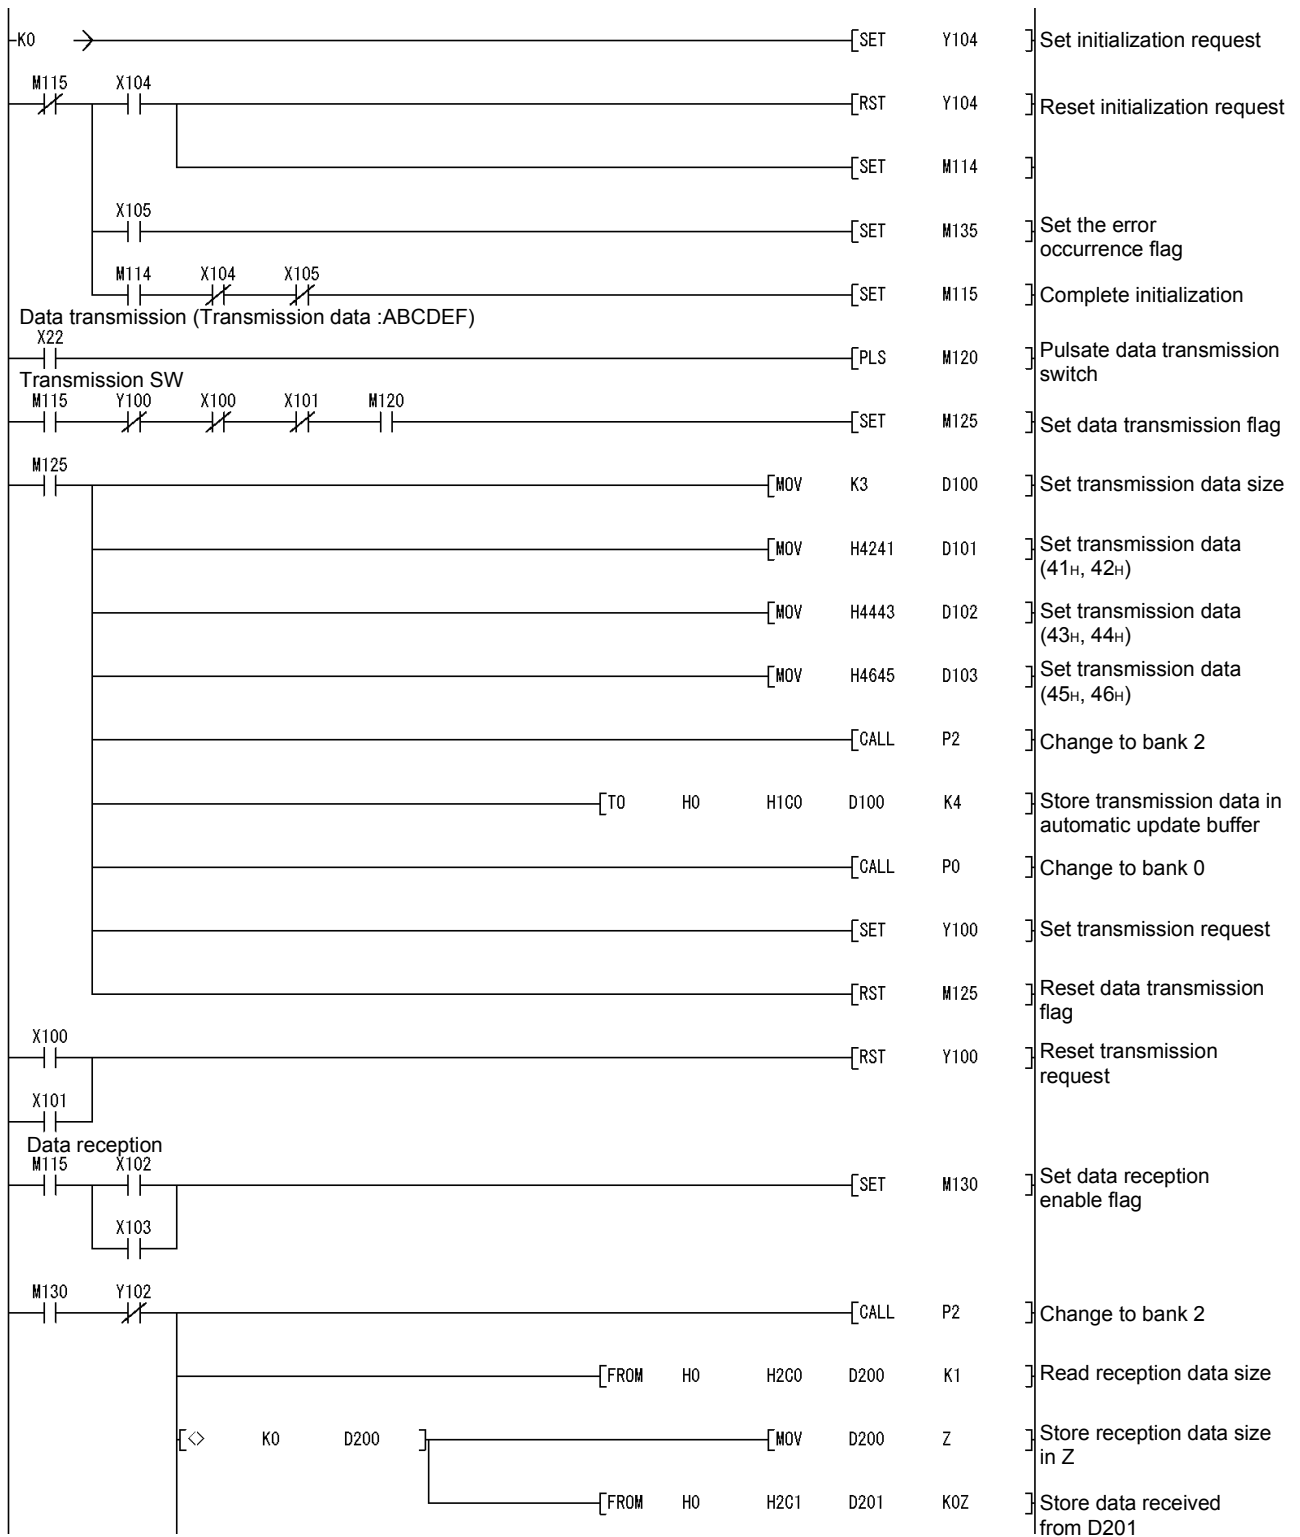 K0 SET Y104 Set initialization request
M115 X104
RST Y104 Reset initialization request
SET M114
X105
SET M135 Set the error
occurrence flag
M114 X104 X105
SET M115 Complete initialization
Data transmission (Transmission data :ABCDEF)
X22
PLS M120 Pulsate data transmission
switch
Transmission SW
M115 Y100 X100 X101 M120
SET M125 Set data transmission flag
M125
MOV K3 D100 Set transmission data size
MOV H4241 D101 Set transmission data
(41H, 42H)
MOV H4443 D102 Set transmission data
(43H, 44H)
MOV H4645 D103 Set transmission data
(45H, 46H)
CALL P2 Change to bank 2
TO H0 H1C0 D100 K4 Store transmission data in
automatic update buffer
CALL P0 Change to bank 0
SET Y100 Set transmission request
RST M125 Reset data transmission
flag
X100
RST Y100 Reset transmission
request
X101
Data reception
M115 X102
SET M130 Set data reception
enable flag
X103
M130 Y102
CALL P2 Change to bank 2
FROM H0 H2C0 D200 K1 Read reception data size
<> K0 D200 MOV D200 Z Store reception data size
in Z
FROM H0 H2C1 D201 K0Z Store data received
from D201